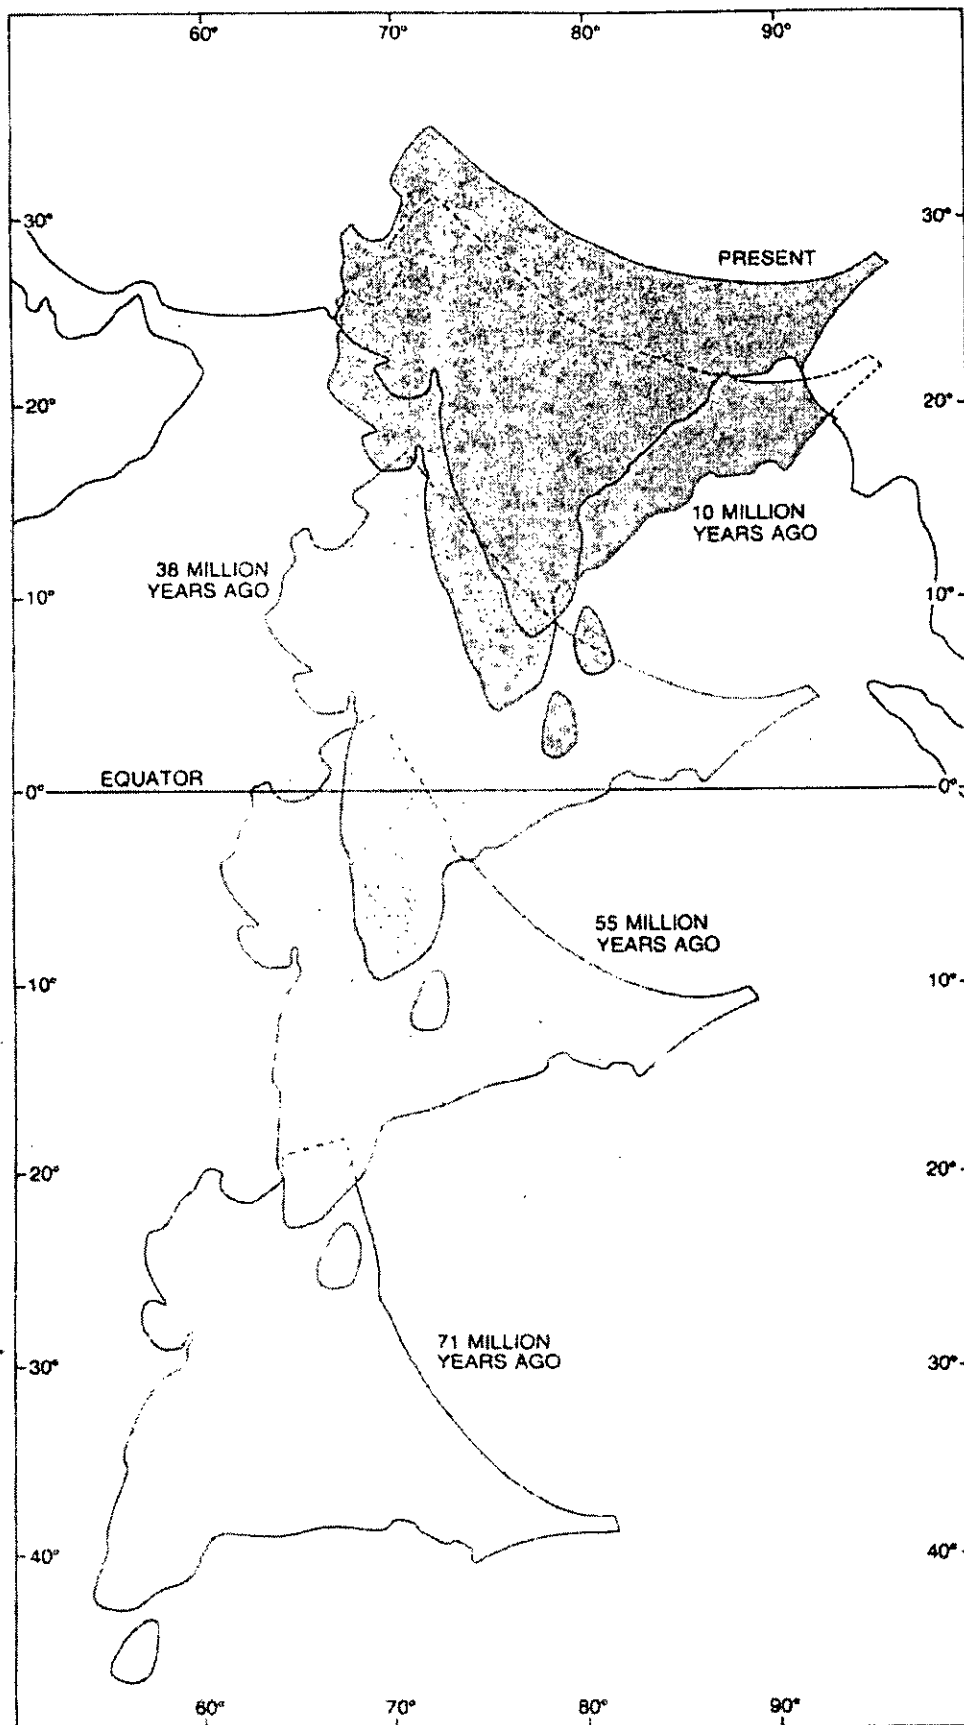 60° 70° 80° 90°
30° 30°
PRESENT
20° 20°
10 MILLION
YEARS AGO
38 MILLION
YEARS AGO
10° 10°
EQUATOR
0° 0°
55 MILLION
YEARS AGO
10° 10°
20° 20°
71 MILLION
YEARS AGO
30° 30°
40° 40°
60° 70° 80° 90°